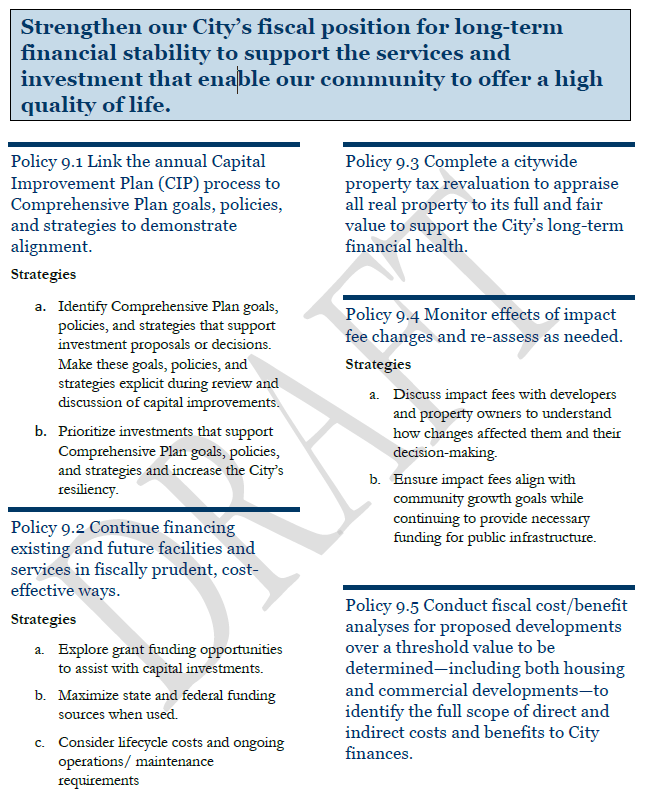 Strengthen our City's fiscal position for long-term
financial stability to support the services and
investment that enable our community to offer a high
quality of life.
Policy 9.1 Link the annual Capital
Improvement Plan (CIP) process to
Comprehensive Plan goals, policies,
and strategies to demonstrate
alignment.
Strategies
a. Identify Comprehensive Plan goals,
policies, and strategies that support
investment proposals or decisions.
Make these goals, policies, and
strategies explicit during review and
discussion of capital improvements.
b. Prioritize investments that support
Comprehensive Plan goals, policies,
and strategies and increase the City's
resiliency.
Policy 9.2 Continue financing
existing and future facilities and
services in fiscally prudent, cost-
effective ways.
Strategies
a. Explore grant funding opportunities
to assist with capital investments.
b. Maximize state and federal funding
sources when used.
c. Consider lifecycle costs and ongoing
operations/ maintenance
requirements
Policy 9.3 Complete a citywide
property tax revaluation to appraise
all real property to its full and fair
value to support the City's long-term
financial health.
Policy 9.4 Monitor effects of impact
fee changes and re-assess as needed.
Strategies
a. Discuss impact fees with developers
and property owners to understand
how changes affected them and their
decision-making.
b. Ensure impact fees align with
community growth goals while
continuing to provide necessary
funding for public infrastructure.
Policy 9.5 Conduct fiscal cost/benefit
analyses for proposed developments
over a threshold value to be
determined—including both housing
and commercial developments—to
identify the full scope of direct and
indirect costs and benefits to City
finances.
DRAFT